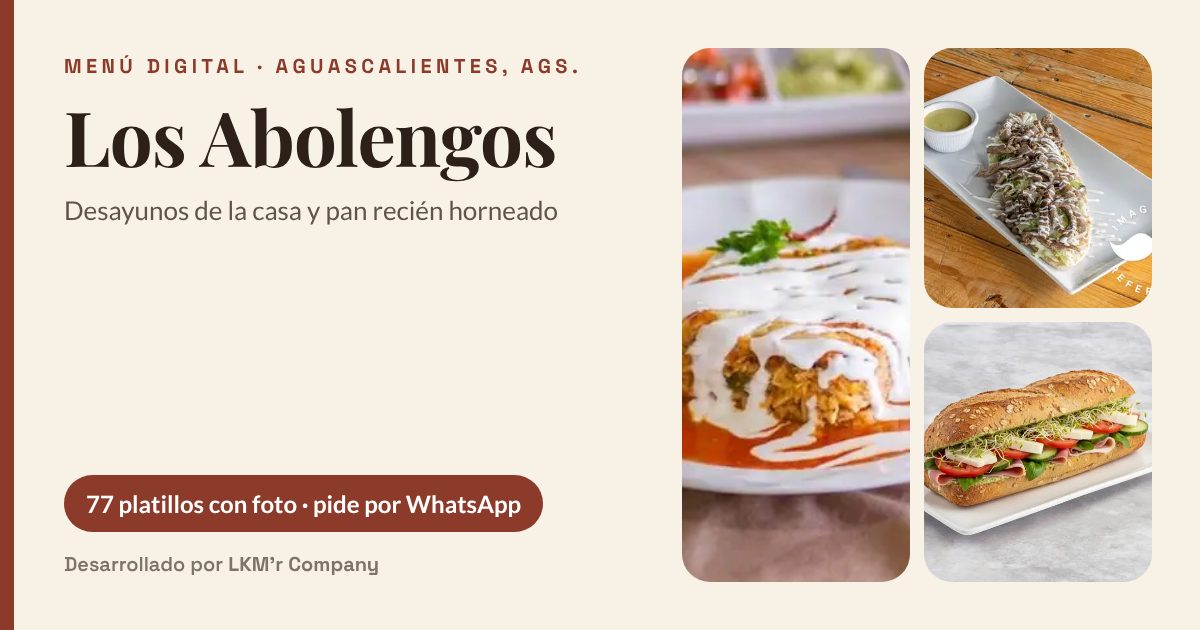 MENÚ DIGITAL · AGUASCALIENTES, AGS.
Los Abolengos
Desayunos de la casa y pan recién horneado
77 platillos con foto · pide por WhatsApp
Desarrollado por LKM’r Company